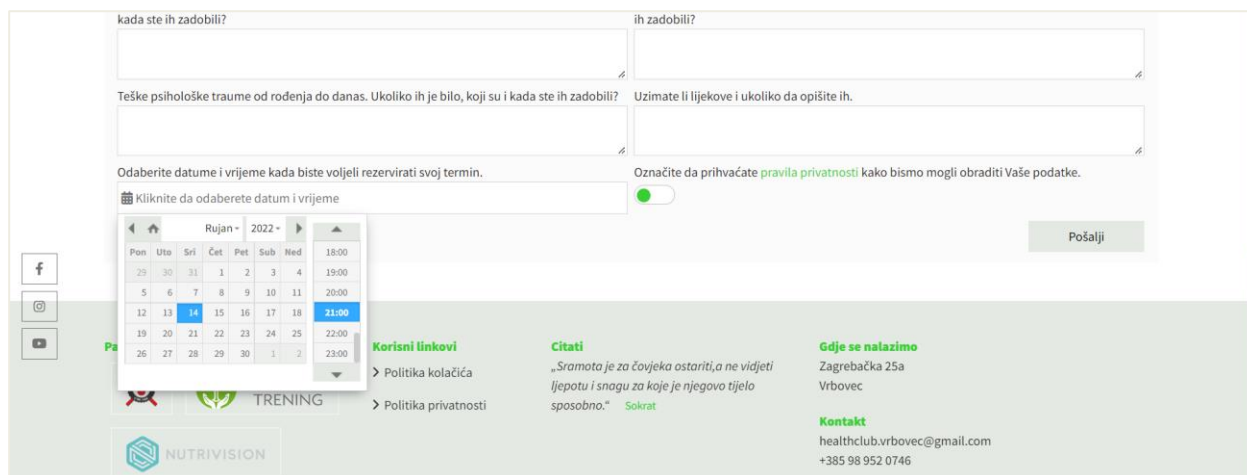 kada ste ih zadobili?
ih zadobili?
Teške psihološke traume od rođenja do danas. Ukoliko ih je bilo, koji su i kada ste ih zadobili?
Uzimate li lijekove i ukoliko da opišite ih.
Odaberite datume i vrijeme kada biste voljeli rezervirati svoj termin.
Kliknite da odaberete datum i vrijeme
Označite da prihvaćate pravila privatnosti kako bismo mogli obraditi Vaše podatke.
Pošalji
Rujan 2022
Pon Uto Sri Čet Pet Sub Ned
29 30 31 1 2 3 4
5 6 7 8 9 10 11
12 13 14 15 16 17 18
19 20 21 22 23 24 25
26 27 28 29 30 1 2
18:00
19:00
20:00
21:00
22:00
23:00
Pa
TRENING
NUTRIVISION
Korisni linkovi
Politika kolačića
Politika privatnosti
Citati
„Sramota je za čovjeka ostariti,a ne vidjeti
ljepotu i snagu za koje je njegovo tijelo
sposobno.“ Sokrat
Gdje se nalazimo
Zagrebačka 25a
Vrbovec
Kontakt
healthclub.vrbovec@gmail.com
+385 98 952 0746